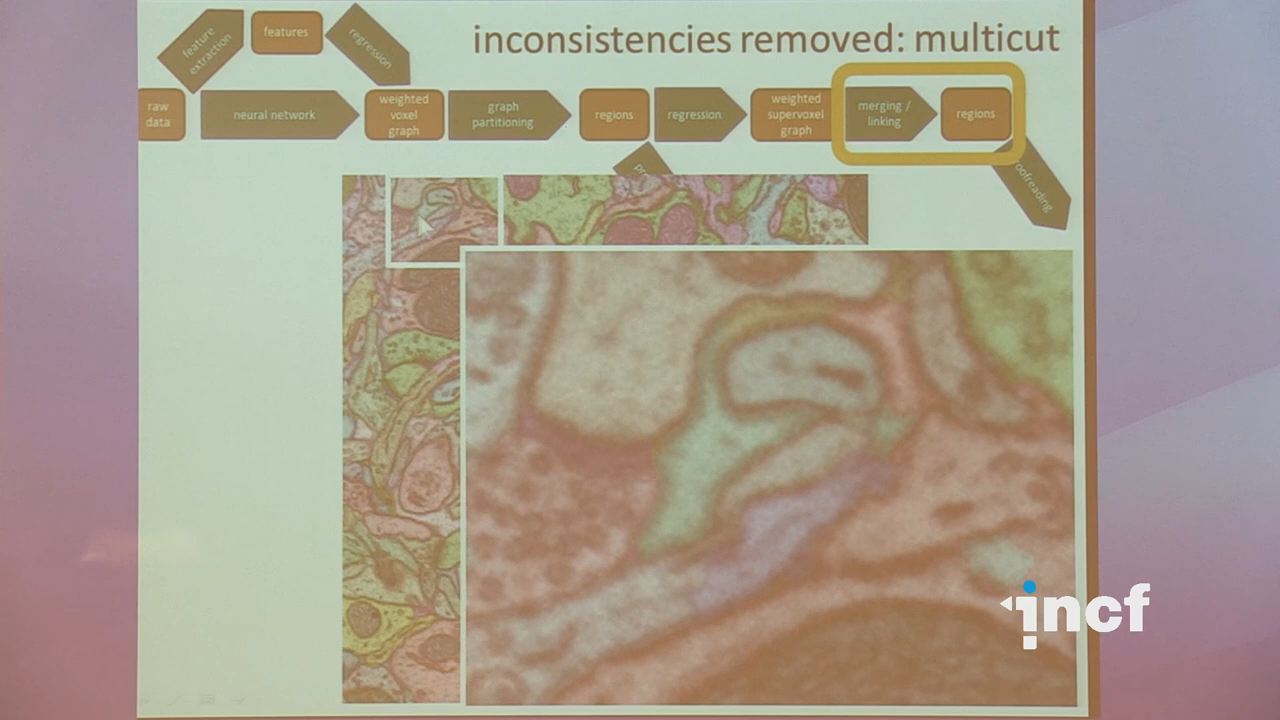 inconsistencies removed: multicut
feature
extraction
features
regression
raw
data
neural network
weighted
voxel
graph
graph
partitioning
regions
regression
weighted
supervoxel
graph
merging /
linking
regions
oofreading
incf